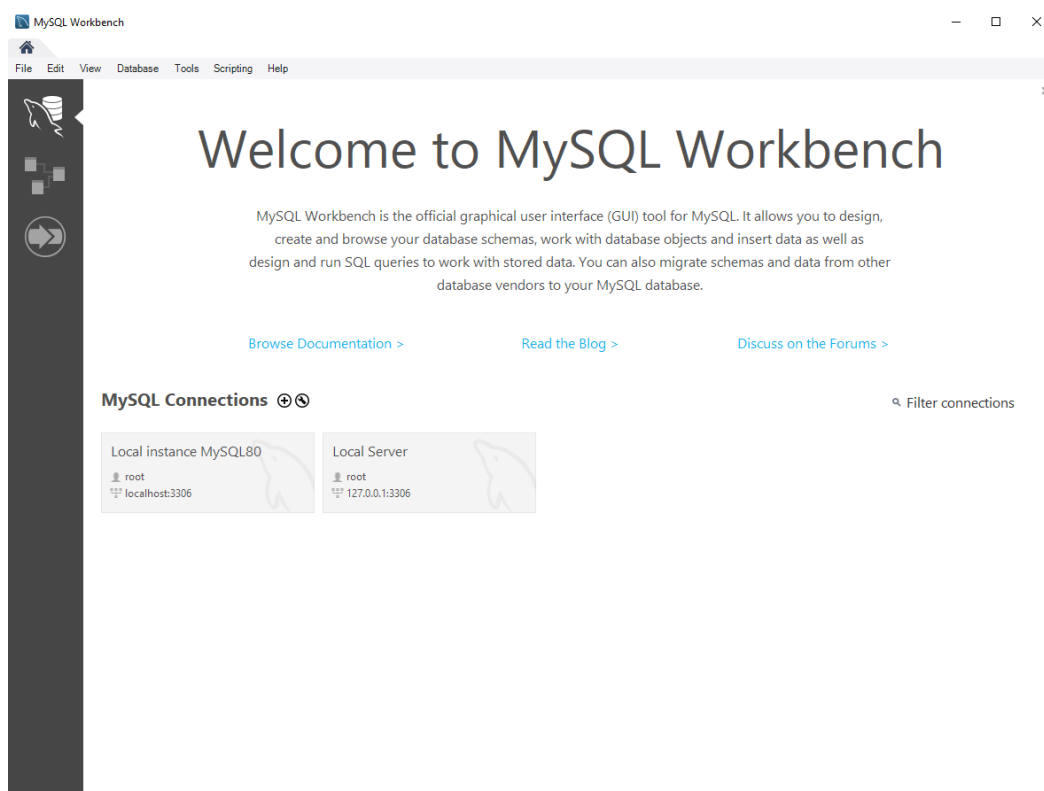 MySQL Workbench
File Edit View Database Tools Scripting Help
Welcome to MySQL Workbench
MySQL Workbench is the official graphical user interface (GUI) tool for MySQL. It allows you to design,
create and browse your database schemas, work with database objects and insert data as well as
design and run SQL queries to work with stored data. You can also migrate schemas and data from other
database vendors to your MySQL database.
Browse Documentation > Read the Blog > Discuss on the Forums >
MySQL Connections
Filter connections
Local instance MySQL80
root
localhost:3306
Local Server
root
127.0.0.1:3306